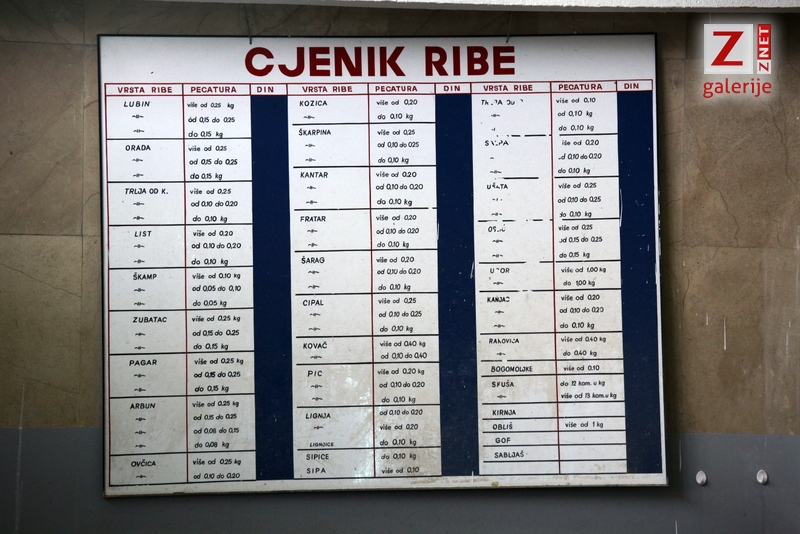 CJENIK RIBE
Z ZNET
galerije
VRSTA RIBE PECATURA DIN
LUBIN više od 0,25 kg
-"- od 0,15 do 0,25
-"- do 0,15 kg
ORADA više od 0,25
-"- od 0,15 do 0,25
-"- do 0,15 kg
TRLJA OD K. više od 0,25
-"- od 0,10 do 0,25
-"- do 0,10 kg
LIST više od 0,20
-"- od 0,10 do 0,20
-"- do 0,10 kg
ŠKAMP više od 0,10 kg
-"- od 0,05 do 0,10
-"- do 0,05 kg
ZUBATAC više od 0,25 kg
-"- od 0,15 do 0,25
-"- do 0,15 kg
PAGAR više od 0,25 kg
-"- od 0,15 do 0,25
-"- do 0,15 kg
ARBUN više od 0,25 kg
-"- od 0,15 do 0,25
-"- od 0,08 do 0,15
-"- do 0,08 kg
OVČICA više od 0,25 kg
-"- od 0,10 do 0,20
VRSTA RIBE PECATURA DIN
KOZICA više od 0,20
-"- do 0,10 kg
ŠKARPINA više od 0,25
-"- od 0,10 do 0,25
-"- do 0,10 kg
KANTAR više od 0,20
-"- od 0,10 do 0,20
-"- do 0,10 kg
FRATAR više od 0,20
-"- od 0,10 do 0,20
-"- do 0,10 kg
ŠARAG više od 0,20
-"- od 0,10 do 0,20
-"- do 0,10 kg
CIPAL više od 0,25
-"- od 0,10 do 0,25
-"- do 0,10 kg
KOVAČ više od 0,40 kg
-"- od 0,10 do 0,40
PIC više od 0,20 kg
-"- od 0,10 do 0,20
-"- do 0,10 kg
LIGNJA od 0,10 do 0,20
-"- više od 0,20
LIGNJICE do 0,10 kg
SIPICE do 0,10 kg
SIPA više od 0,10
VRSTA RIBE PECATURA DIN
više od 0,10
od 0,10 kg
-"- do 0,10 kg
više od 0,20
-"- od 0,10 do 0,20
-"- do 0,10 kg
UŠATA više od 0,25
od 0,10 do 0,25
-"- do 0,10 kg
više od 0,25
-"- od 0,15 do 0,25
-"- do 0,15 kg
više od 1,00 kg
-"- do 1,00 kg
KANJAC više od 0,20
-"- od 0,10 do 0,20
-"- do 0,10 kg
RAKOVICA više od 0,40 kg
-"- do 0,40 kg
BOGOMOLJKE više od 0,10
SKUŠA do 12 kom. u kg
-"- više od 13 kom. u kg
KIRNJA
OBLIŠ više od 1 kg
GOF
SABLJAŠ